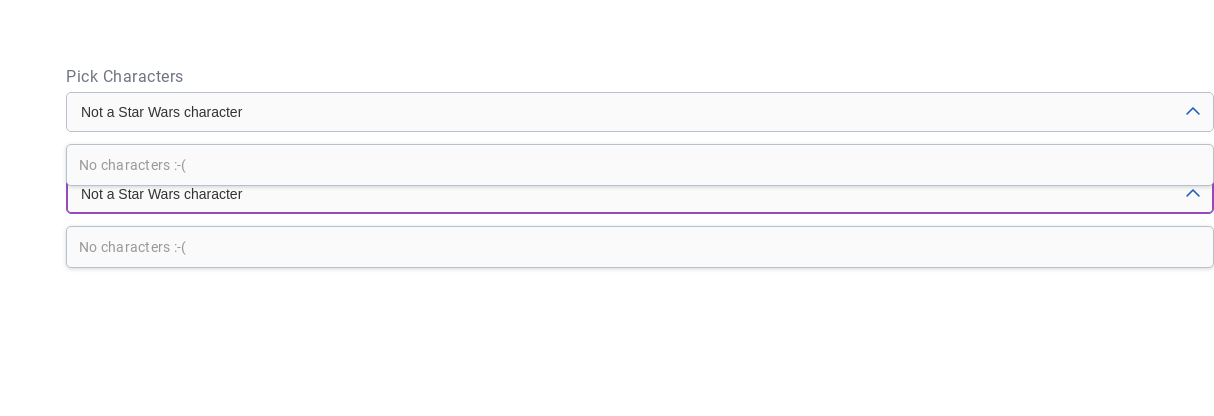 Pick Characters
Not a Star Wars character
No characters :-(
Not a Star Wars character
No characters :-(